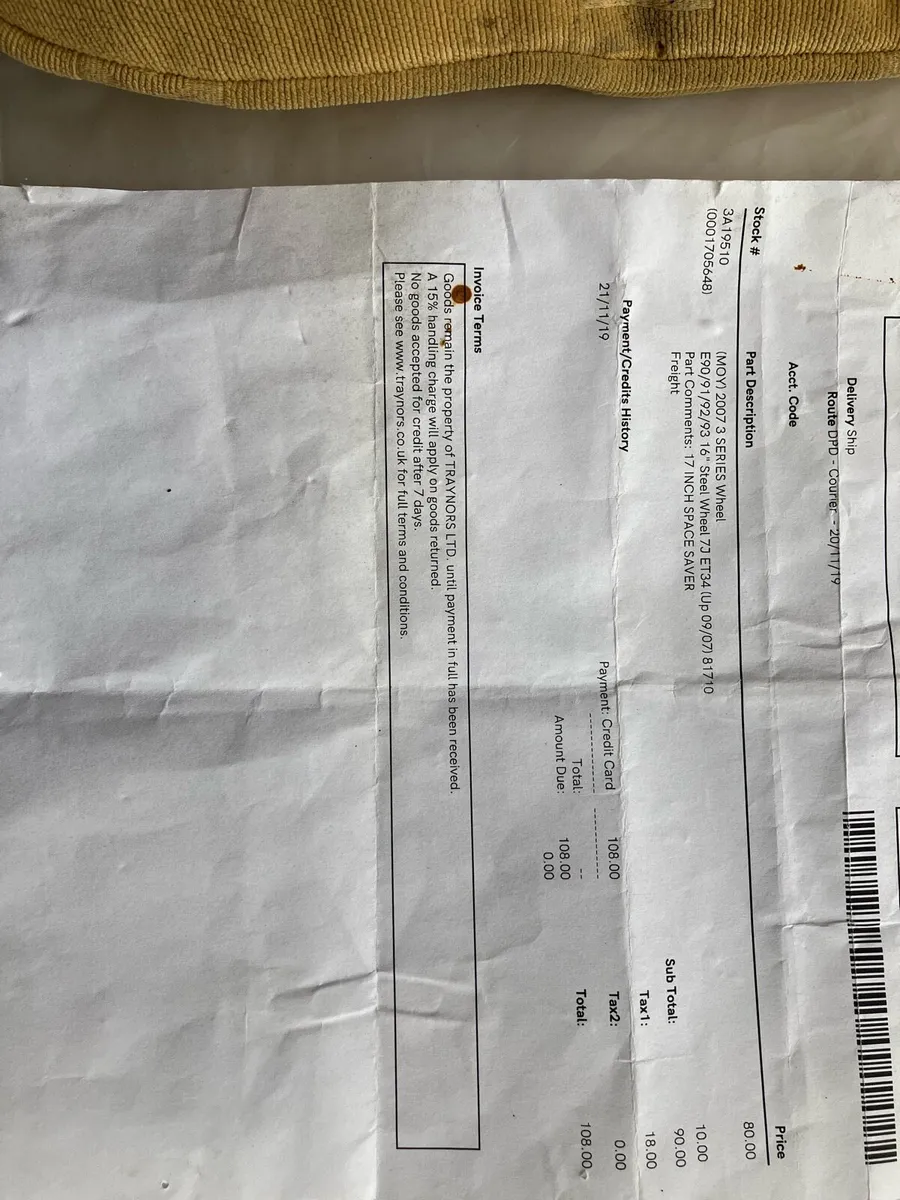 Delivery Ship
Route DPD - Courier - 20/11/19
Acct. Code
Stock # Part Description Price
3A19510 (MOY) 2007 3 SERIES Wheel 80.00
(0001705648) E90/91/92/93 16" Steel Wheel 7J ET34 (Up 09/07) 81710
Part Comments: 17 INCH SPACE SAVER
Freight 10.00
Sub Total: 90.00
Tax1: 18.00
Tax2: 0.00
Total: 108.00
Payment/Credits History
21/11/19 Payment: Credit Card 108.00
Total: 108.00
Amount Due: 0.00
Invoice Terms
Goods remain the property of TRAYNORS LTD. until payment in full has been received.
A 15% handling charge will apply on goods returned.
No goods accepted for credit after 7 days.
Please see www.traynors.co.uk for full terms and conditions.